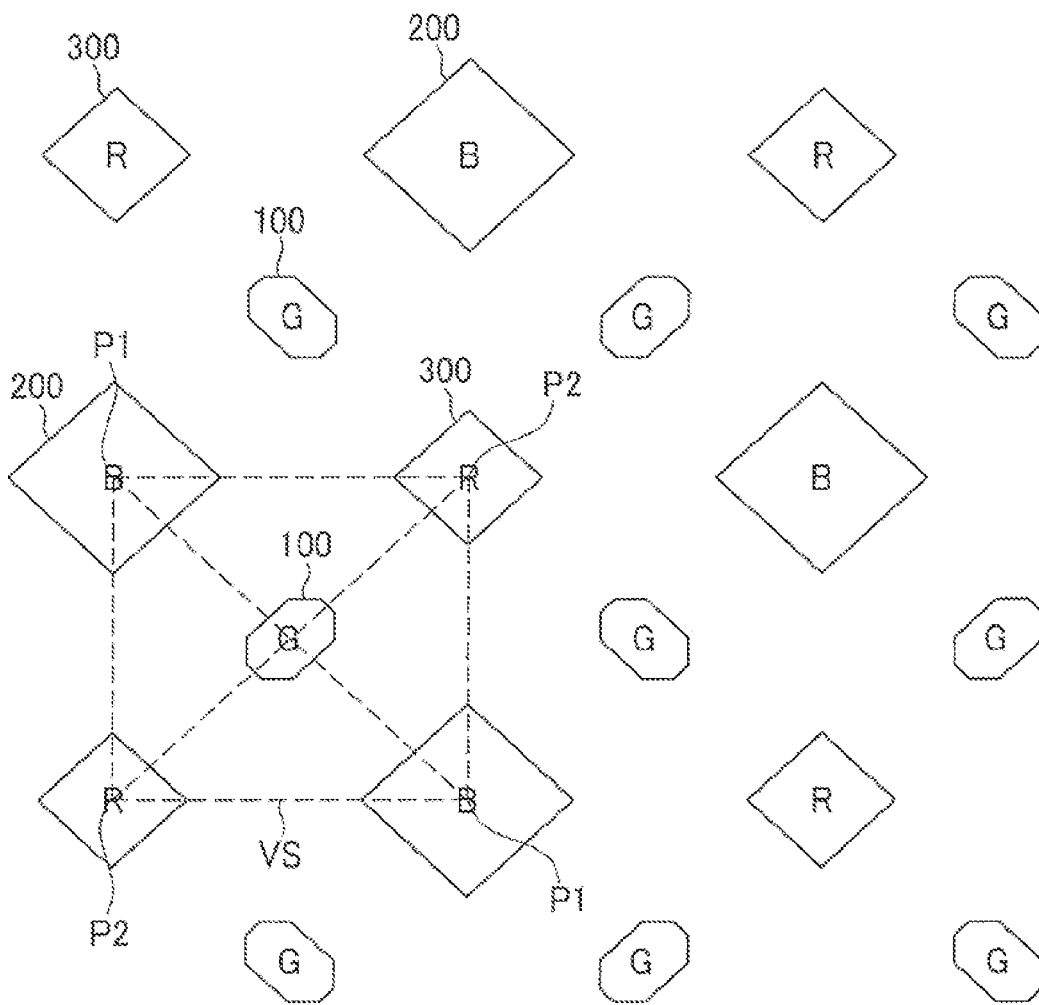 300 200
R B R
100
G G G
P1
200 300 P2
B R B
100
G G G
R B R
VS
P2 P1
G G G